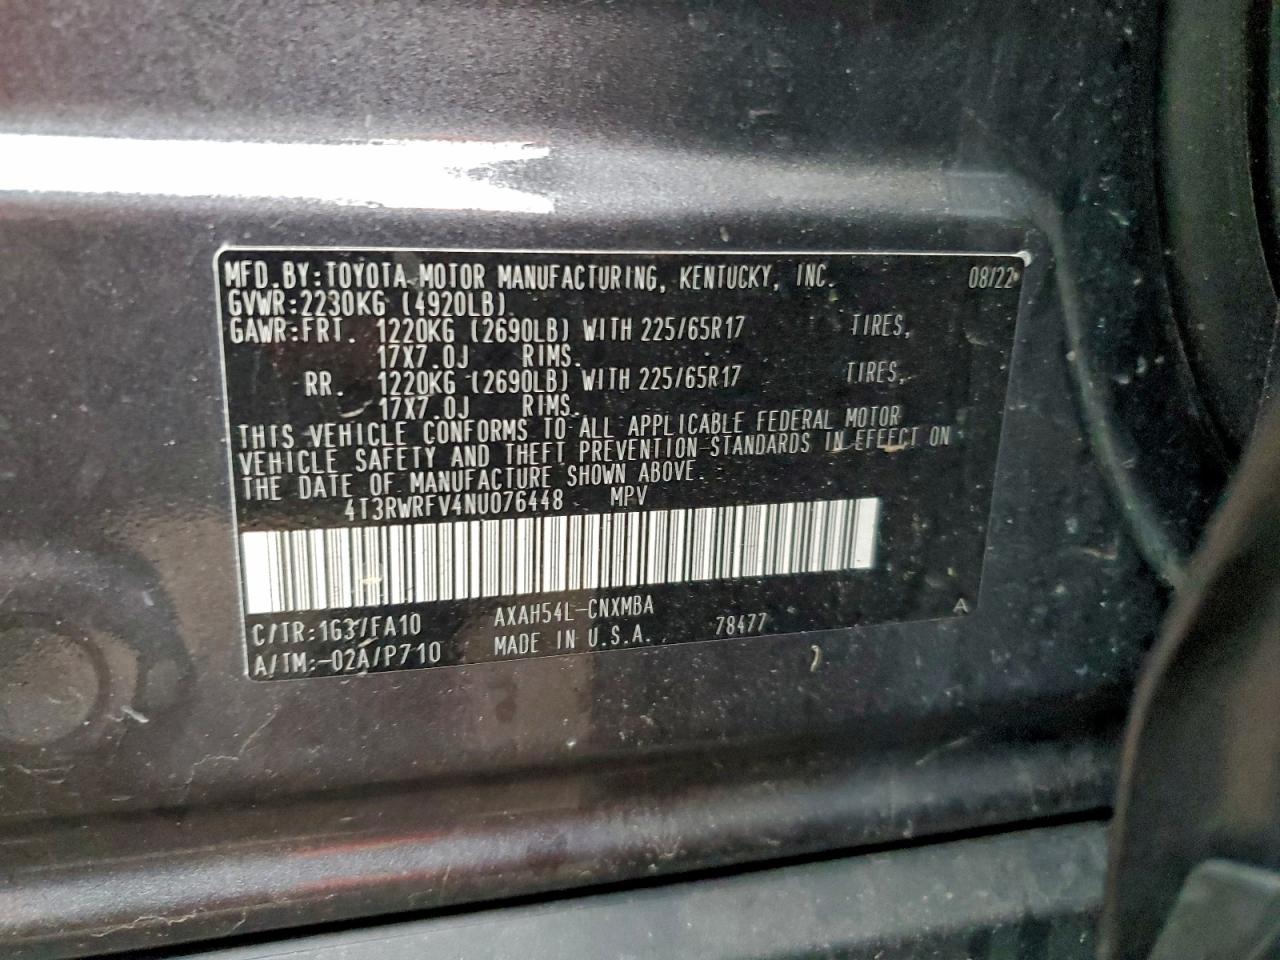 MFD.BY:TOYOTA MOTOR MANUFACTURING, KENTUCKY, INC. 08/22
GVWR:2230KG (4920LB)
GAWR:FRT. 1220KG (2690LB) WITH 225/65R17 TIRES,
17X7.0J RIMS.
RR. 1220KG (2690LB) WITH 225/65R17 TIRES,
17X7.0J RIMS.
THIS VEHICLE CONFORMS TO ALL APPLICABLE FEDERAL MOTOR
VEHICLE SAFETY AND THEFT PREVENTION STANDARDS IN EFFECT ON
THE DATE OF MANUFACTURE SHOWN ABOVE.
4T3RWRFV4NU076448 MPV
C/TR:1G3/FA10 AXAH54L-CNXMBA A
A/TM:-02A/P710 MADE IN U.S.A. 78477